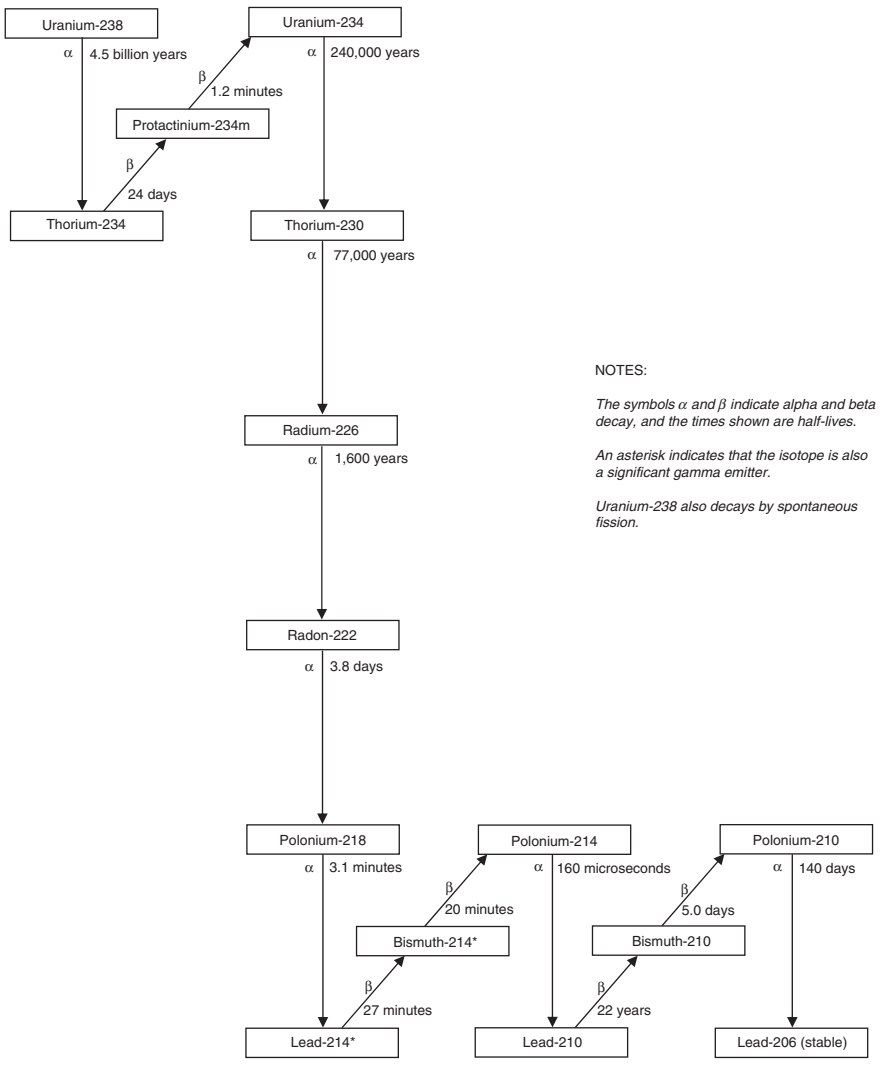 Uranium-238
Uranium-234
α 4.5 billion years
α 240,000 years
β
1.2 minutes
Protactinium-234m
β
24 days
Thorium-234
Thorium-230
α 77,000 years
NOTES:
The symbols α and β indicate alpha and beta
decay, and the times shown are half-lives.
An asterisk indicates that the isotope is also
a significant gamma emitter.
Uranium-238 also decays by spontaneous
fission.
Radium-226
α 1,600 years
Radon-222
α 3.8 days
Polonium-218
Polonium-214
Polonium-210
α 3.1 minutes
α 160 microseconds
α 140 days
β
20 minutes
β
5.0 days
Bismuth-214*
Bismuth-210
β
27 minutes
β
22 years
Lead-214*
Lead-210
Lead-206 (stable)